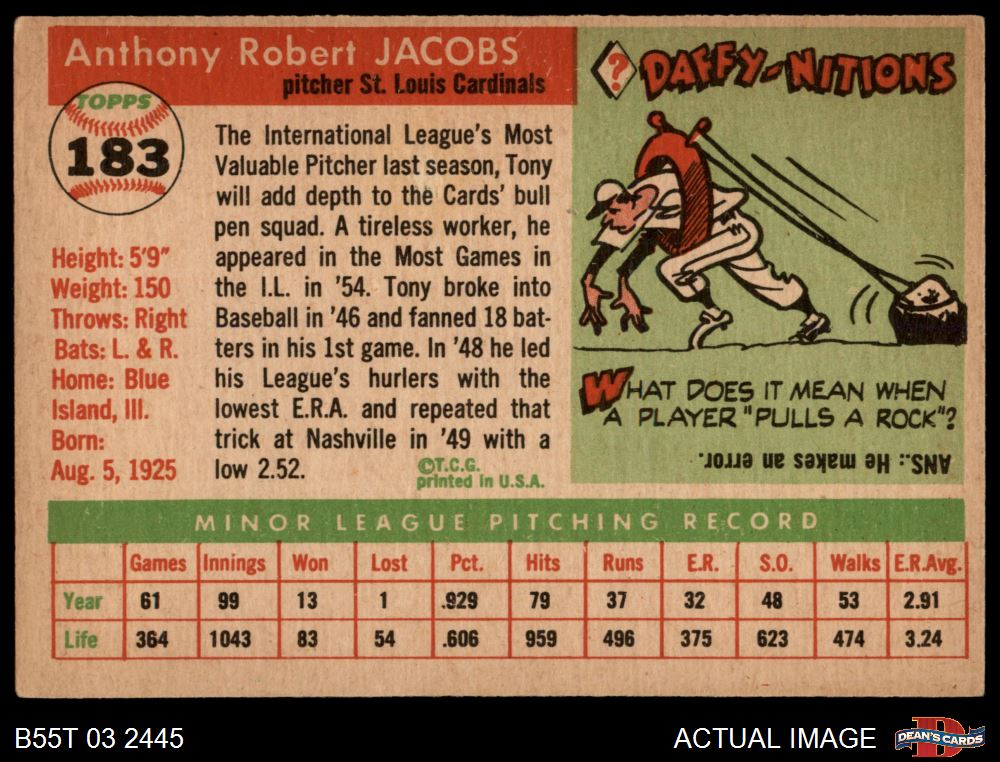 Anthony Robert JACOBS
pitcher St. Louis Cardinals
TOPPS
183
Height: 5'9"
Weight: 150
Throws: Right
Bats: L. & R.
Home: Blue
Island, Ill.
Born:
Aug. 5, 1925
The International League's Most
Valuable Pitcher last season, Tony
will add depth to the Cards' bull
pen squad. A tireless worker, he
appeared in the Most Games in
the I.L. in '54. Tony broke into
Baseball in '46 and fanned 18 bat-
ters in his 1st game. In '48 he led
his League's hurlers with the
lowest E.R.A. and repeated that
trick at Nashville in '49 with a
low 2.52.
©T.C.G.
printed in U.S.A.
? DAFFY-NITIONS
WHAT DOES IT MEAN WHEN
A PLAYER "PULLS A ROCK"?
ANS.: He makes an error.
MINOR LEAGUE PITCHING RECORD
Games Innings Won Lost Pct. Hits Runs E.R. S.O. Walks E.R.Avg.
Year 61 99 13 1 .929 79 37 32 48 53 2.91
Life 364 1043 83 54 .606 959 496 375 623 474 3.24
B55T 03 2445
ACTUAL IMAGE
DEAN'S CARDS